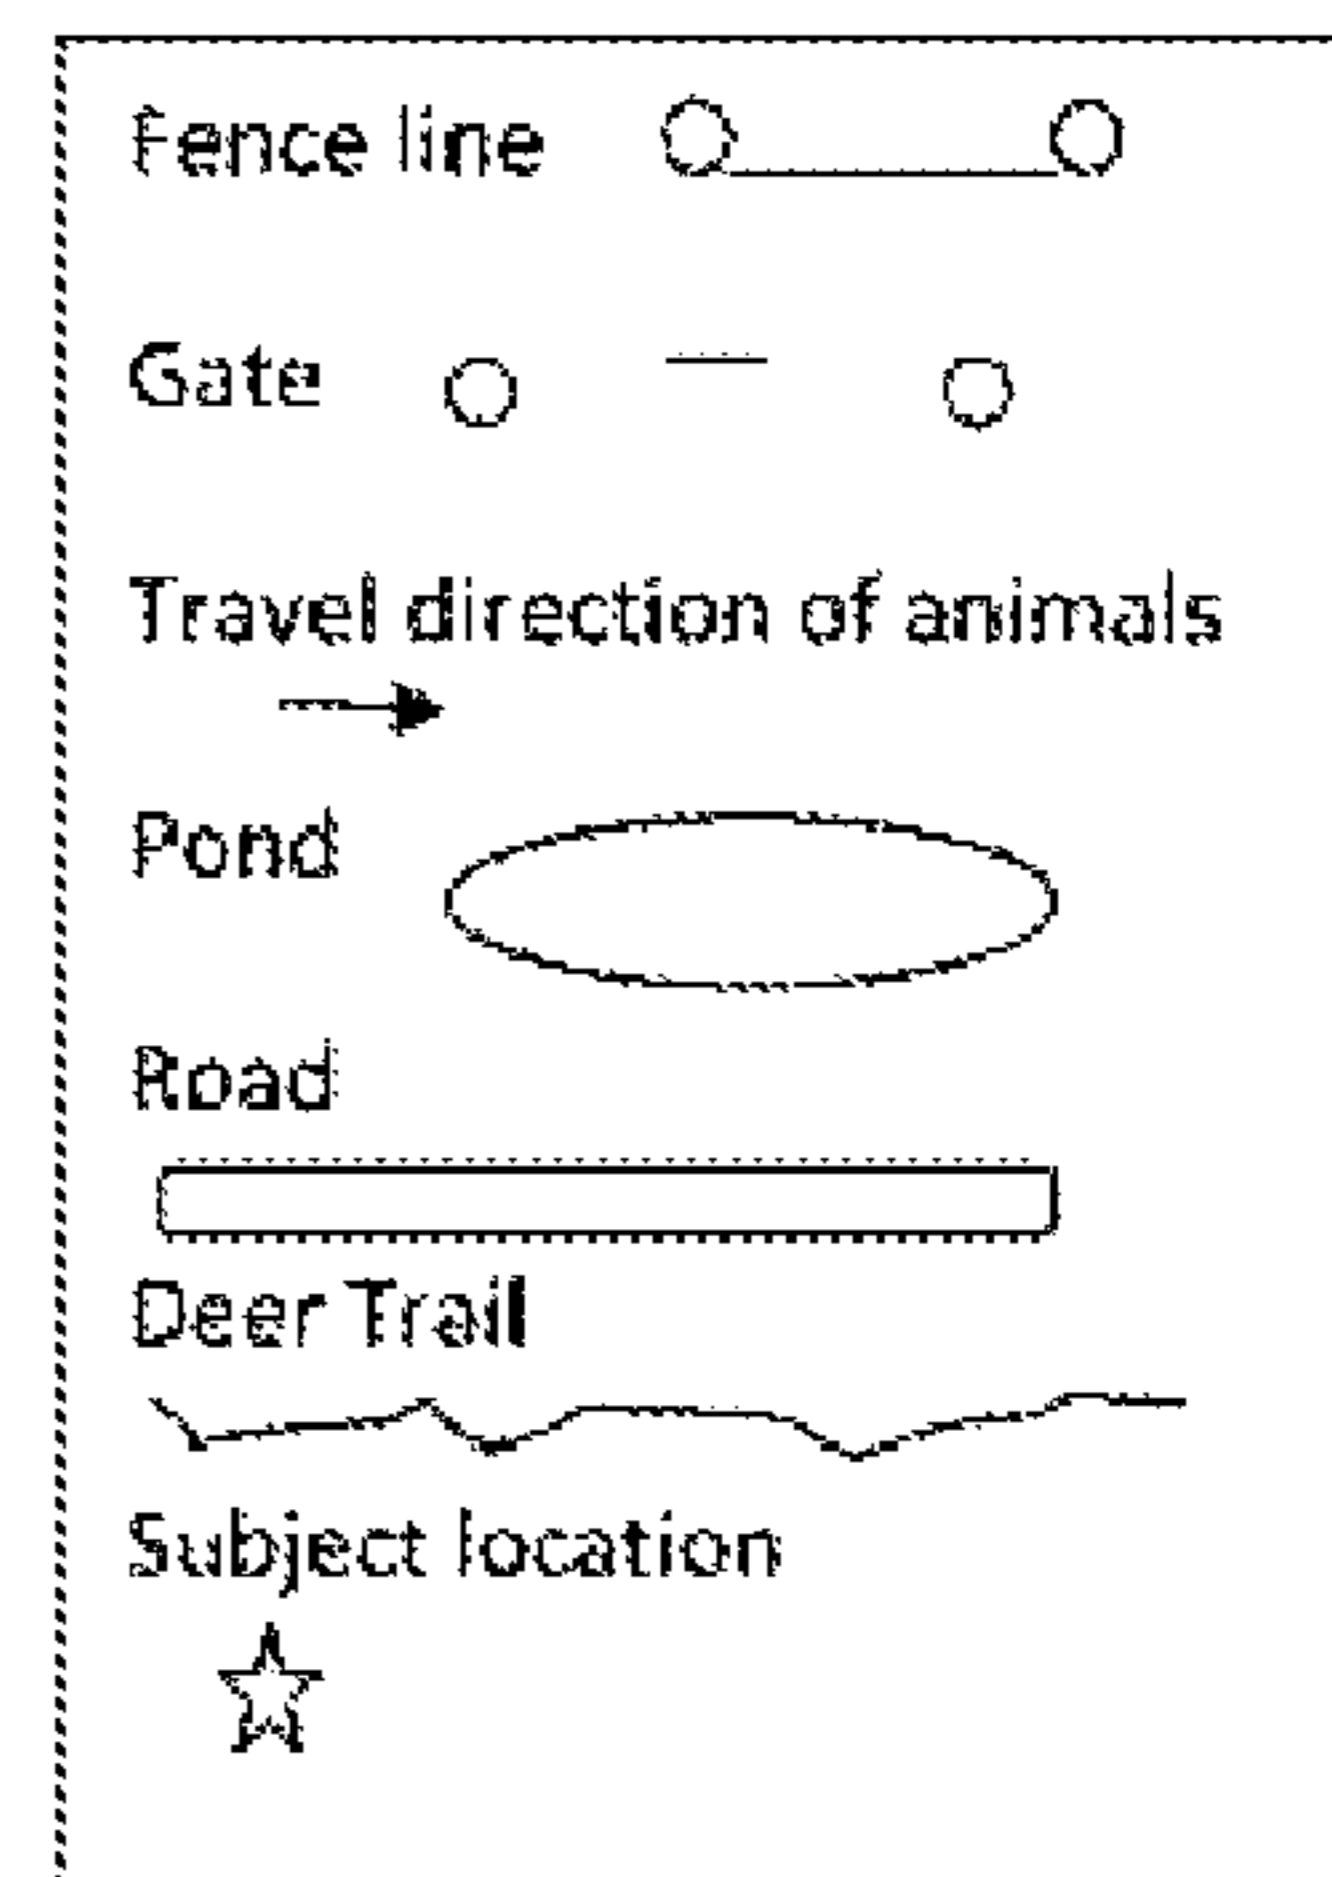 Fence line
Gate
Travel direction of animals
Pond
Road
Deer Trail
Subject location